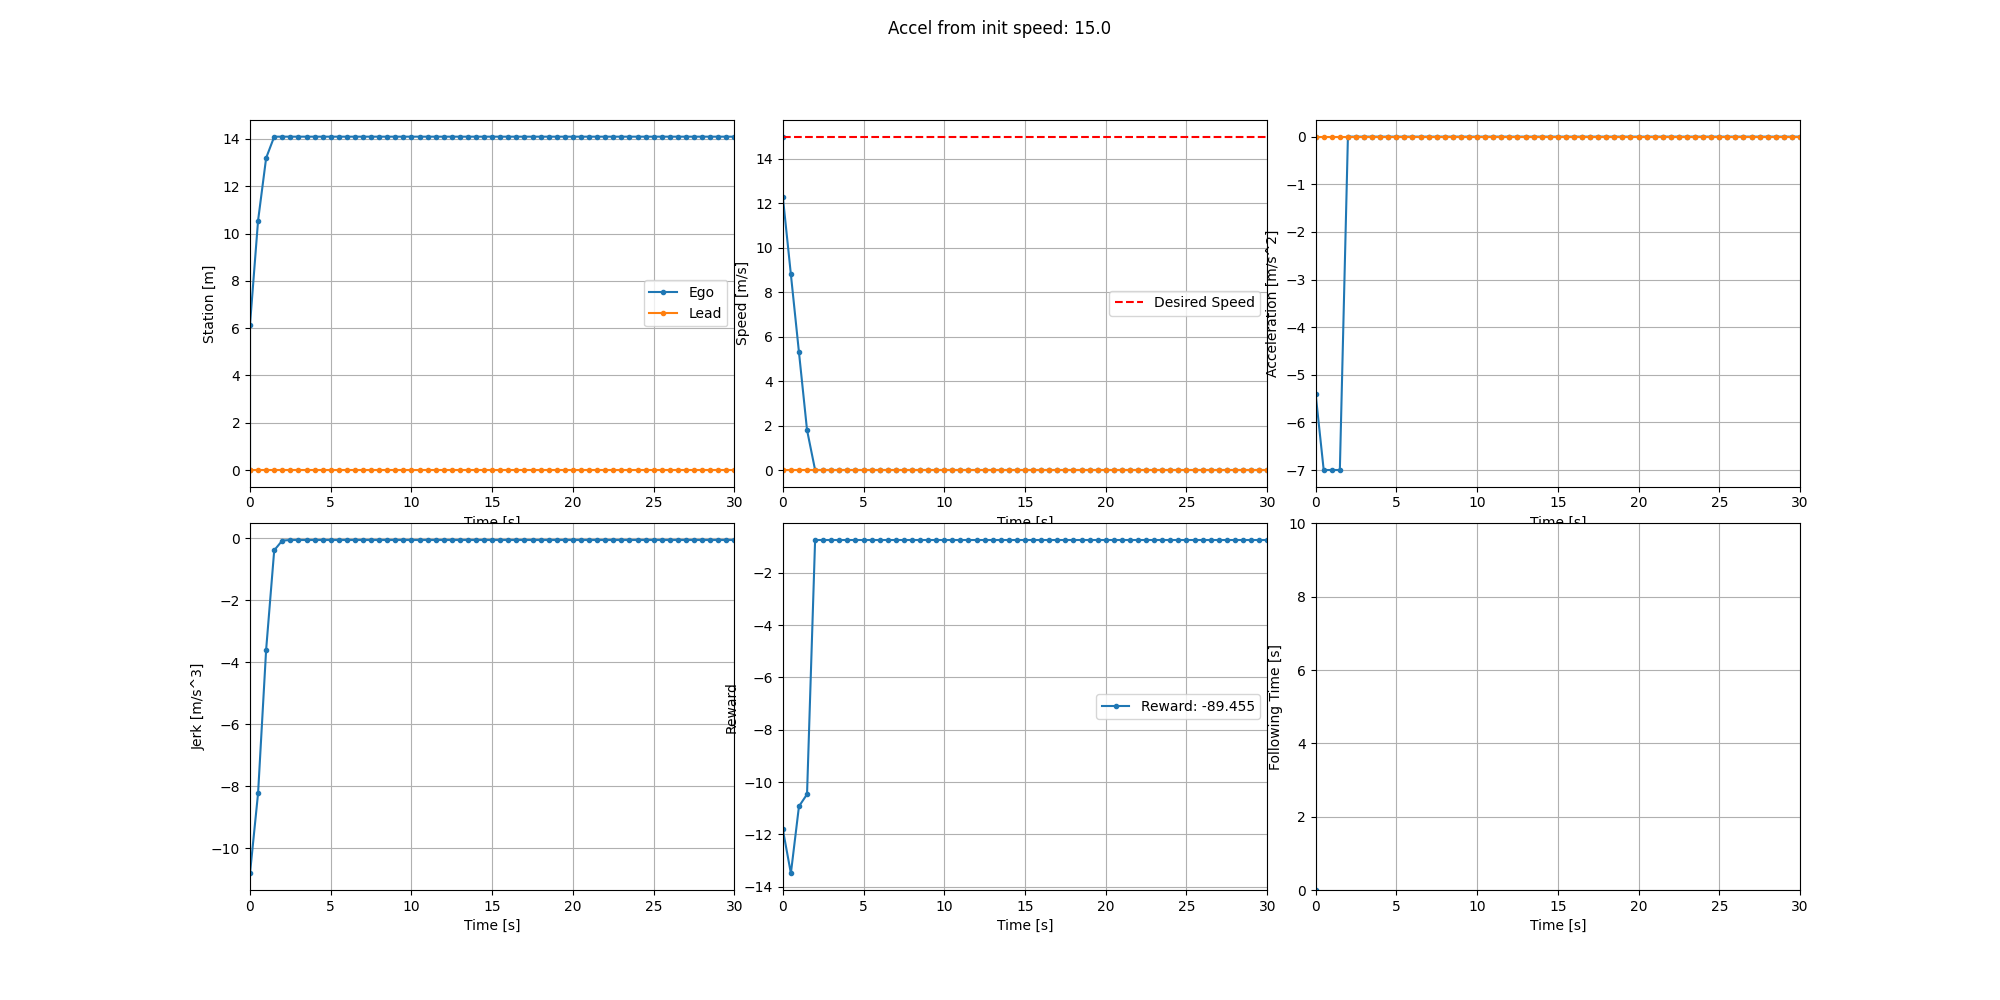 Accel from init speed: 15.0
Station [m]
14
12
10
8
6
4
2
0
0 5 10 15 20 25 30
Time [s]
Ego
Lead
Speed [m/s]
14
12
10
8
6
4
2
0
0 5 10 15 20 25 30
Time [s]
Desired Speed
Acceleration [m/s^2]
0
−1
−2
−3
−4
−5
−6
−7
0 5 10 15 20 25 30
Time [s]
Jerk [m/s^3]
0
−2
−4
−6
−8
−10
0 5 10 15 20 25 30
Time [s]
Reward
−2
−4
−6
−8
−10
−12
−14
0 5 10 15 20 25 30
Time [s]
Reward: -89.455
Following Time [s]
10
8
6
4
2
0
0 5 10 15 20 25 30
Time [s]